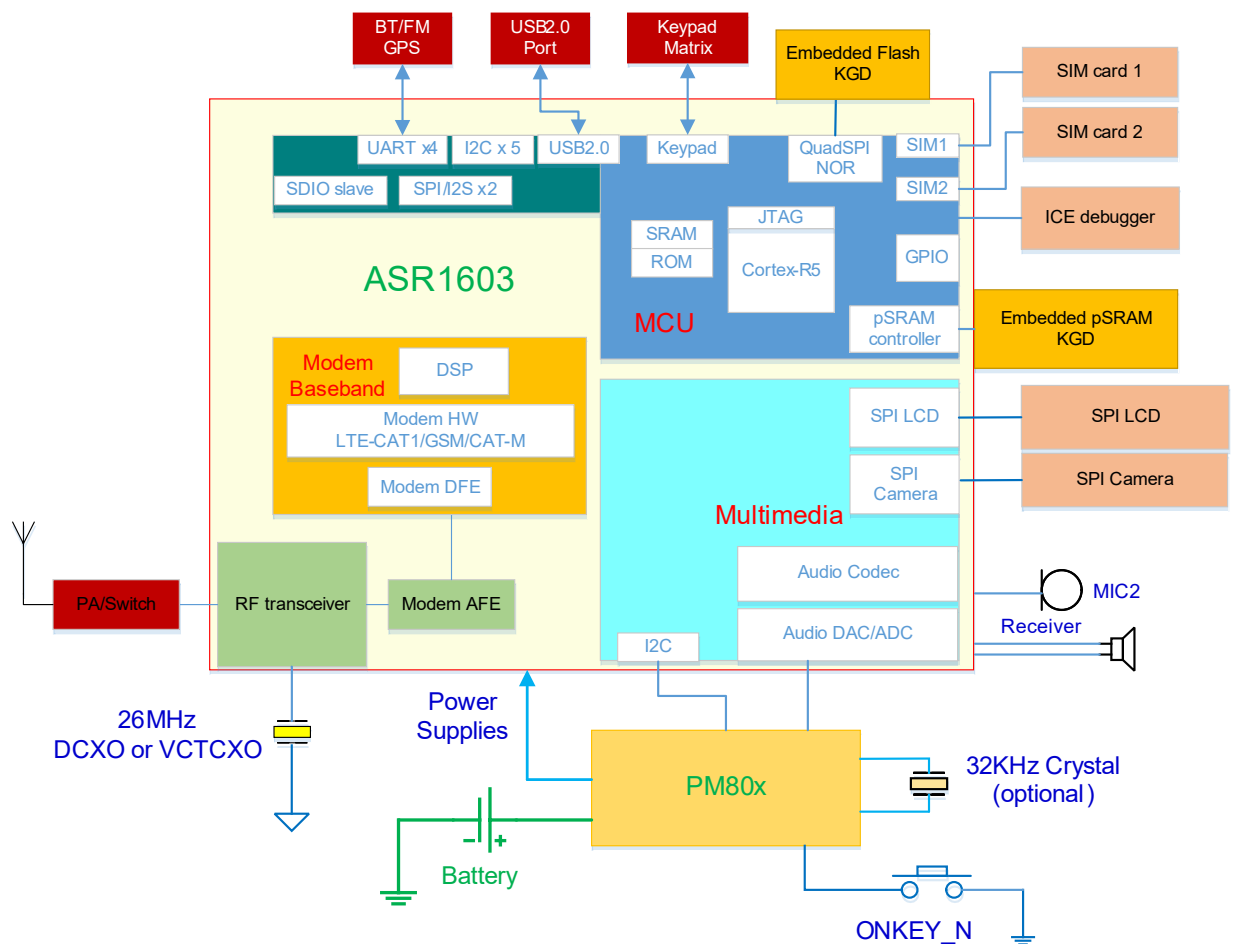 BT/FM
GPS
USB2.0
Port
Keypad
Matrix
Embedded Flash
KGD
SIM card 1
SIM card 2
ICE debugger
UART x4
I2C x 5
USB2.0
Keypad
QuadSPI
NOR
SIM1
SIM2
SDIO slave
SPI/I2S x2
JTAG
SRAM
ROM
Cortex-R5
GPIO
ASR1603
MCU
pSRAM
controller
Embedded pSRAM
KGD
Modem
Baseband
DSP
Modem HW
LTE-CAT1/GSM/CAT-M
Modem DFE
SPI LCD
SPI LCD
SPI
Camera
SPI Camera
Multimedia
Audio Codec
Audio DAC/ADC
I2C
MIC2
Receiver
PA/Switch
RF transceiver
Modem AFE
26MHz
DCXO or VCTCXO
Power
Supplies
PM80x
32KHz Crystal
(optional)
- +
Battery
ONKEY_N